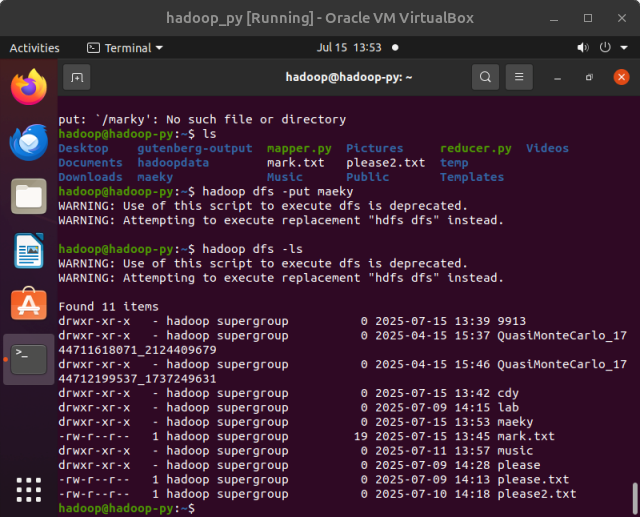 hadoop_py [Running] - Oracle VM VirtualBox
Activities Terminal Jul 15 13:53
hadoop@hadoop-py: ~
put: `/marky': No such file or directory
hadoop@hadoop-py:~$ ls
Desktop gutenberg-output mapper.py Pictures reducer.py Videos
Documents hadoopdata mark.txt please2.txt temp
Downloads maeky Music Public Templates
hadoop@hadoop-py:~$ hadoop dfs -put maeky
WARNING: Use of this script to execute dfs is deprecated.
WARNING: Attempting to execute replacement "hdfs dfs" instead.
hadoop@hadoop-py:~$ hadoop dfs -ls
WARNING: Use of this script to execute dfs is deprecated.
WARNING: Attempting to execute replacement "hdfs dfs" instead.
Found 11 items
drwxr-xr-x - hadoop supergroup 0 2025-07-15 13:39 9913
drwxr-xr-x - hadoop supergroup 0 2025-04-15 15:37 QuasiMonteCarlo_17
44711618071_2124409679
drwxr-xr-x - hadoop supergroup 0 2025-04-15 15:46 QuasiMonteCarlo_17
44712199537_1737249631
drwxr-xr-x - hadoop supergroup 0 2025-07-15 13:42 cdy
drwxr-xr-x - hadoop supergroup 0 2025-07-09 14:15 lab
drwxr-xr-x - hadoop supergroup 0 2025-07-15 13:53 maeky
-rw-r--r-- 1 hadoop supergroup 19 2025-07-15 13:45 mark.txt
drwxr-xr-x - hadoop supergroup 0 2025-07-11 13:57 music
drwxr-xr-x - hadoop supergroup 0 2025-07-09 14:28 please
-rw-r--r-- 1 hadoop supergroup 0 2025-07-09 14:13 please.txt
-rw-r--r-- 1 hadoop supergroup 0 2025-07-10 14:18 please2.txt
hadoop@hadoop-py:~$